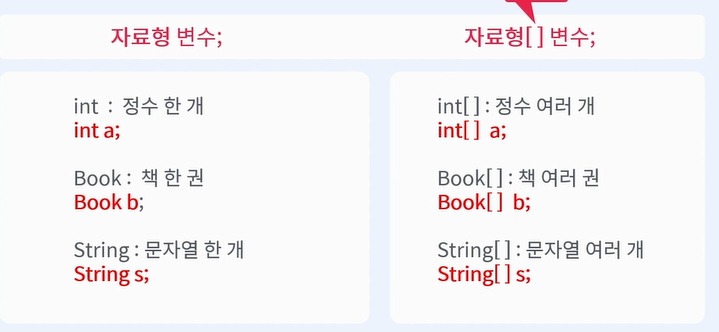 자료형 변수;
자료형[ ] 변수;
int : 정수 한 개
int a;
Book : 책 한 권
Book b;
String : 문자열 한 개
String s;
int[ ] : 정수 여러 개
int[ ] a;
Book[ ] : 책 여러 권
Book[ ] b;
String[ ] : 문자열 여러 개
String[ ] s;